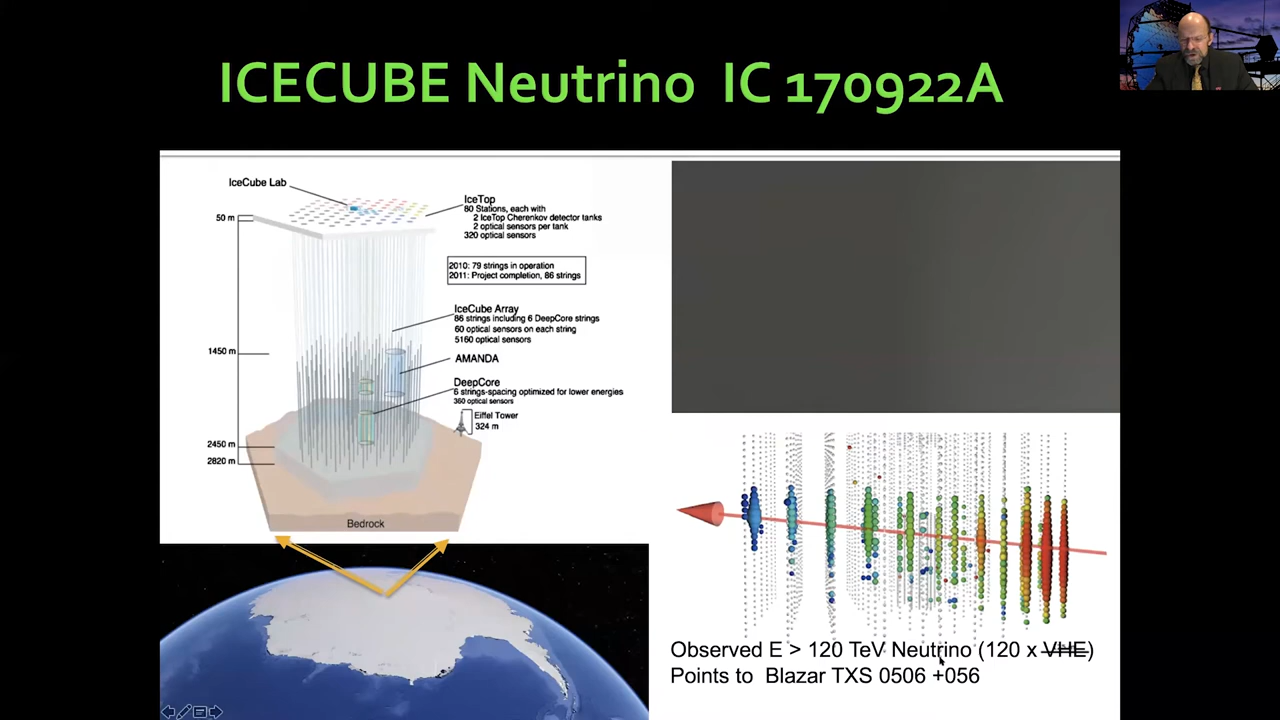 ICECUBE Neutrino IC 170922A
IceCube Lab
50 m
IceTop
80 Stations, each with
2 IceTop Cherenkov detector tanks
2 optical sensors per tank
320 optical sensors
2010: 79 strings in operation
2011: Project completion, 86 strings
IceCube Array
86 strings including 6 DeepCore strings
60 optical sensors on each string
5160 optical sensors
1450 m
AMANDA
DeepCore
6 strings-spacing optimized for lower energies
360 optical sensors
Eiffel Tower
324 m
2450 m
2820 m
Bedrock
Observed E > 120 TeV Neutrino (120 x VHE)
Points to Blazar TXS 0506 +056